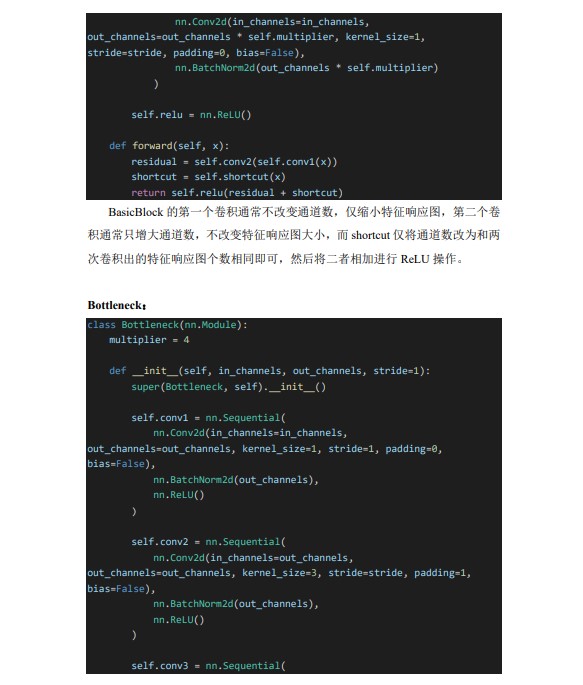 nn.Conv2d(in_channels=in_channels,
out_channels=out_channels * self.multiplier, kernel_size=1,
stride=stride, padding=0, bias=False),
nn.BatchNorm2d(out_channels * self.multiplier)
)
self.relu = nn.ReLU()
def forward(self, x):
residual = self.conv2(self.conv1(x))
shortcut = self.shortcut(x)
return self.relu(residual + shortcut)
BasicBlock 的第一个卷积通常不改变通道数，仅缩小特征响应图，第二个卷
积通常只增大通道数，不改变特征响应图大小，而 shortcut 仅将通道数改为和两
次卷积出的特征响应图个数相同即可，然后将二者相加进行 ReLU 操作。
Bottleneck：
class Bottleneck(nn.Module):
multiplier = 4
def __init__(self, in_channels, out_channels, stride=1):
super(Bottleneck, self).__init__()
self.conv1 = nn.Sequential(
nn.Conv2d(in_channels=in_channels,
out_channels=out_channels, kernel_size=1, stride=1, padding=0,
bias=False),
nn.BatchNorm2d(out_channels),
nn.ReLU()
)
self.conv2 = nn.Sequential(
nn.Conv2d(in_channels=out_channels,
out_channels=out_channels, kernel_size=3, stride=stride, padding=1,
bias=False),
nn.BatchNorm2d(out_channels),
nn.ReLU()
)
self.conv3 = nn.Sequential(